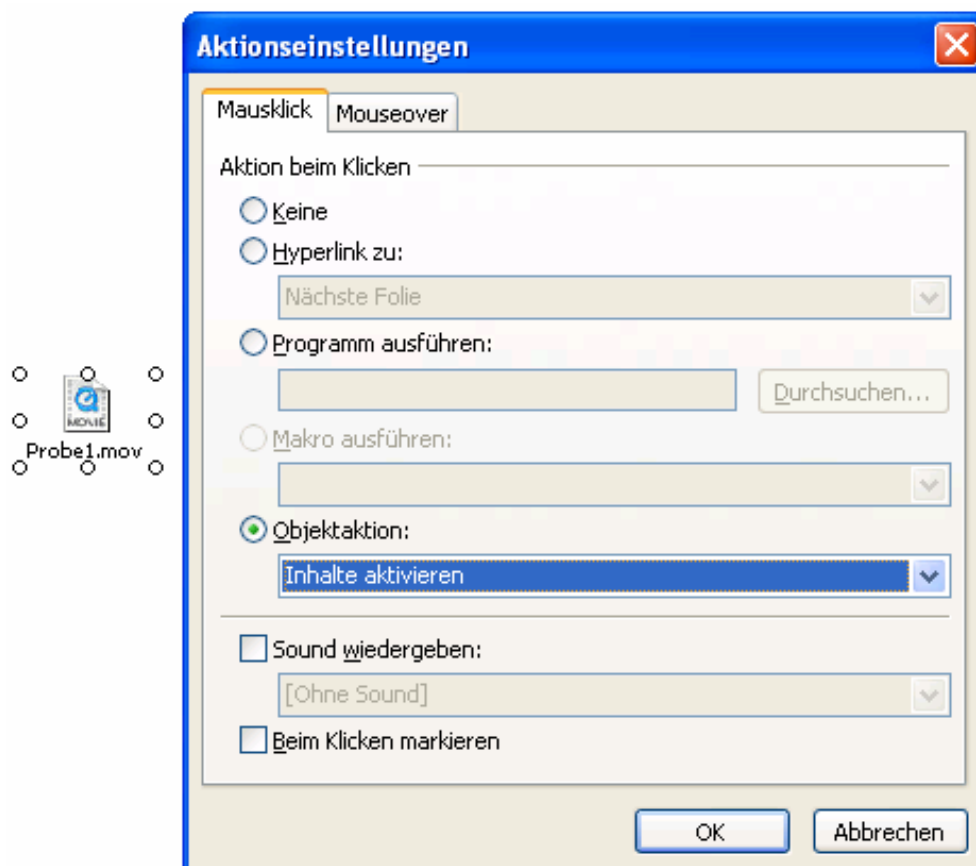 Aktionseinstellungen
Mausklick
Mouseover
Aktion beim Klicken
Keine
Hyperlink zu:
Nächste Folie
Programm ausführen:
Durchsuchen...
Makro ausführen:
Objektaktion:
Inhalte aktivieren
Sound wiedergeben:
[Ohne Sound]
Beim Klicken markieren
OK
Abbrechen
MOVIE
Probe1.mov